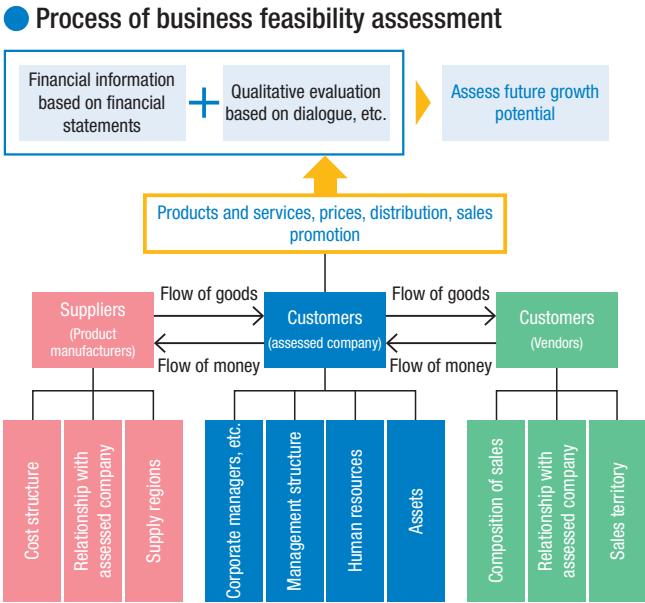 Process of business feasibility assessment
Financial information
based on financial
statements
+
Qualitative evaluation
based on dialogue, etc.
Assess future growth
potential
Products and services, prices, distribution, sales
promotion
Suppliers
(Product
manufacturers)
Flow of goods
Flow of money
Customers
(assessed company)
Flow of goods
Flow of money
Customers
(Vendors)
Cost structure
Relationship with
assessed company
Supply regions
Corporate managers, etc.
Management structure
Human resources
Assets
Composition of sales
Relationship with
assessed company
Sales territory